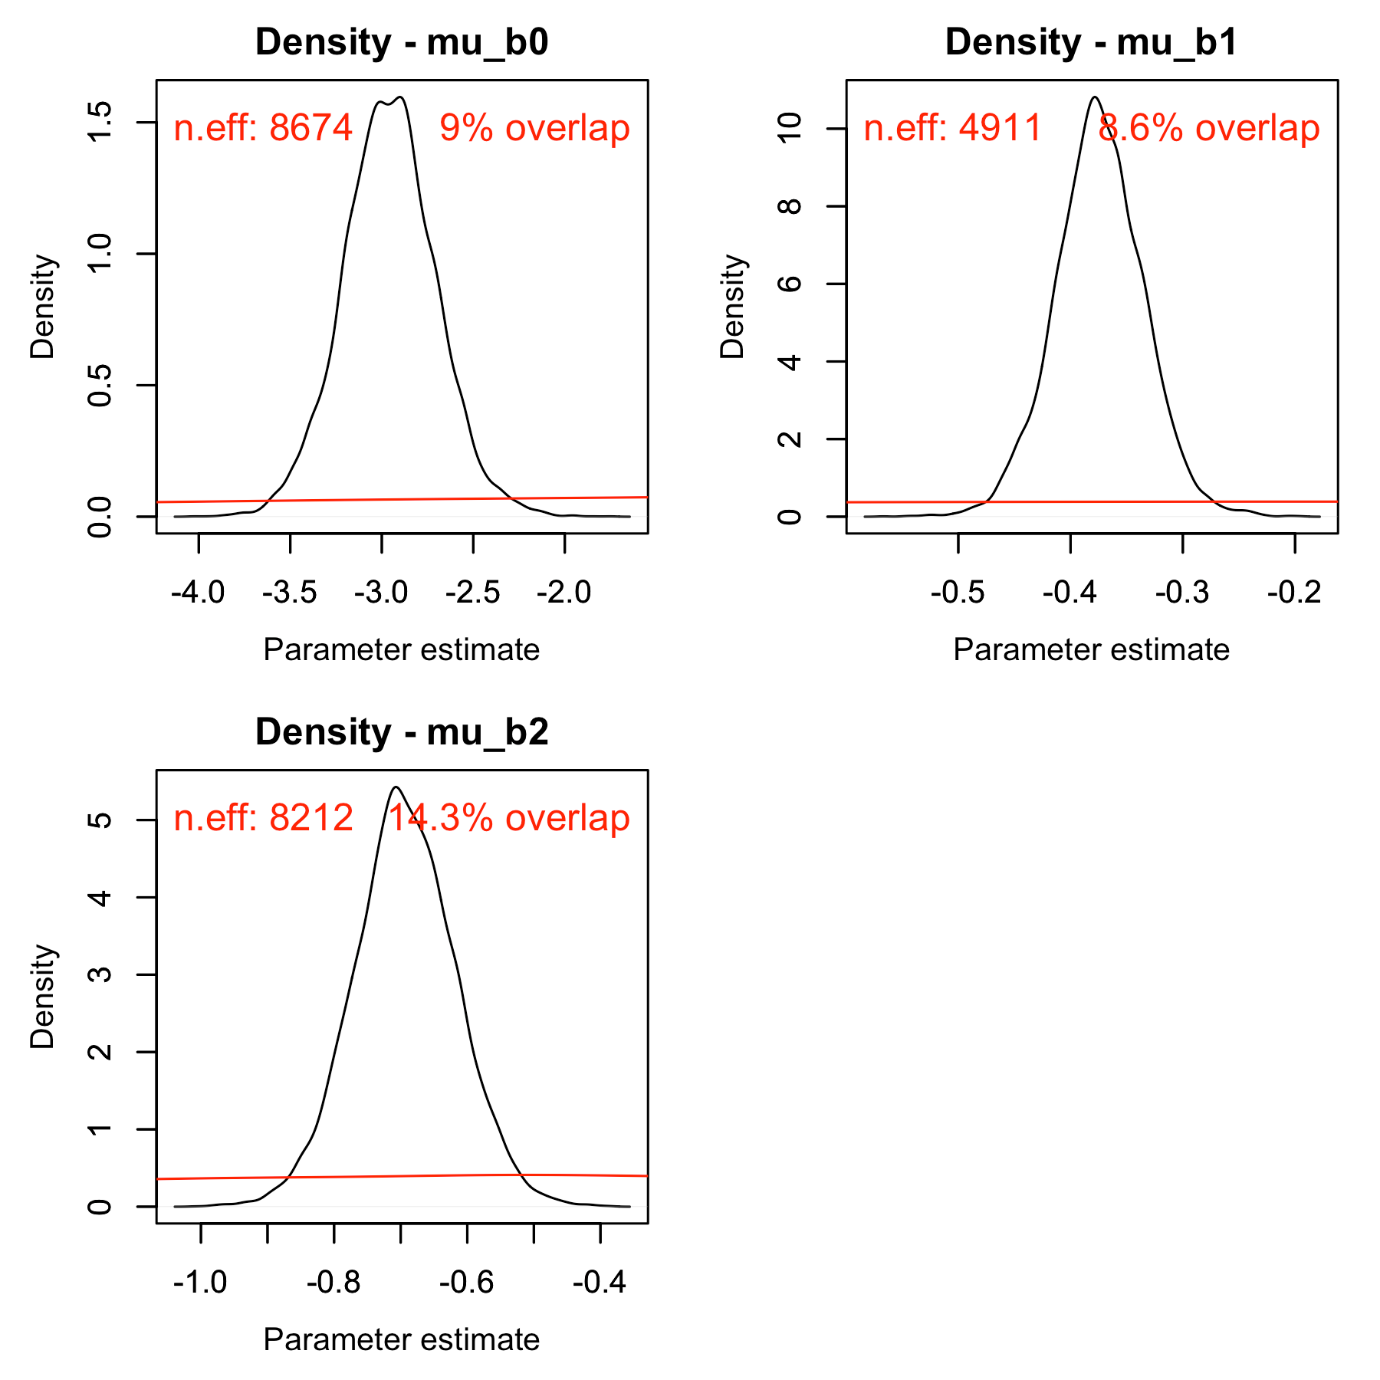 Density - mu_b0
n.eff: 8674 9% overlap
Density
0.0 0.5 1.0 1.5
-4.0 -3.5 -3.0 -2.5 -2.0
Parameter estimate
Density - mu_b1
n.eff: 4911 8.6% overlap
Density
0 2 4 6 8 10
-0.5 -0.4 -0.3 -0.2
Parameter estimate
Density - mu_b2
n.eff: 8212 14.3% overlap
Density
0 1 2 3 4 5
-1.0 -0.8 -0.6 -0.4
Parameter estimate